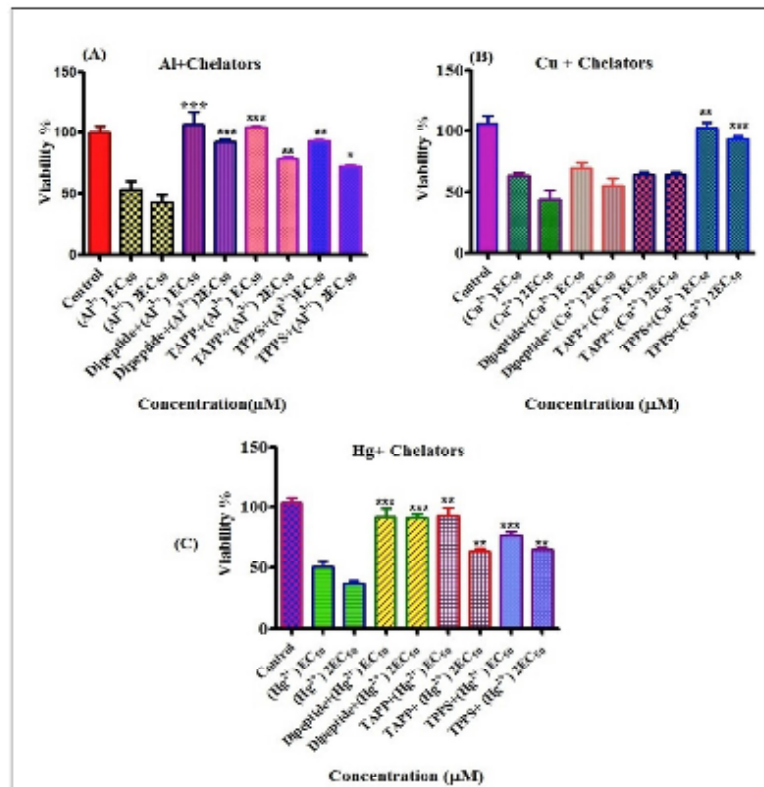 (A)
Al+Chelators
150
100
50
0
Viability %
***
***
***
**
**
*
Control
(Al³⁺) EC₅₀
(Al³⁺) 2EC₅₀
Dipeptide+(Al³⁺) EC₅₀
Dipeptide+(Al³⁺) 2EC₅₀
TAPP+(Al³⁺) EC₅₀
TAPP+(Al³⁺) 2EC₅₀
TPPS+(Al³⁺)EC₅₀
TPPS+(Al³⁺) 2EC₅₀
Concentration(µM)
(B)
Cu + Chelators
150
100
50
0
Viability %
**
***
Control
(Cu²⁺) EC₅₀
(Cu²⁺) 2EC₅₀
Dipeptide+(Cu²⁺) EC₅₀
Dipeptide+ (Cu²⁺) 2EC₅₀
TAPP+ (Cu²⁺) EC₅₀
TAPP+ (Cu²⁺) 2EC₅₀
TPPS+(Cu²⁺) EC₅₀
TPPS+(Cu²⁺) 2EC₅₀
Concentration (µM)
(C)
Hg+ Chelators
150
100
50
0
Viability %
***
***
**
**
***
**
Control
(Hg²⁺) EC₅₀
(Hg²⁺) 2EC₅₀
Dipeptide+(Hg²⁺) EC₅₀
Dipeptide+(Hg²⁺) 2EC₅₀
TAPP+(Hg²⁺) EC₅₀
TAPP+ (Hg²⁺) 2EC₅₀
TPPS+(Hg²⁺) EC₅₀
TPPS+ (Hg²⁺) 2EC₅₀
Concentration (µM)